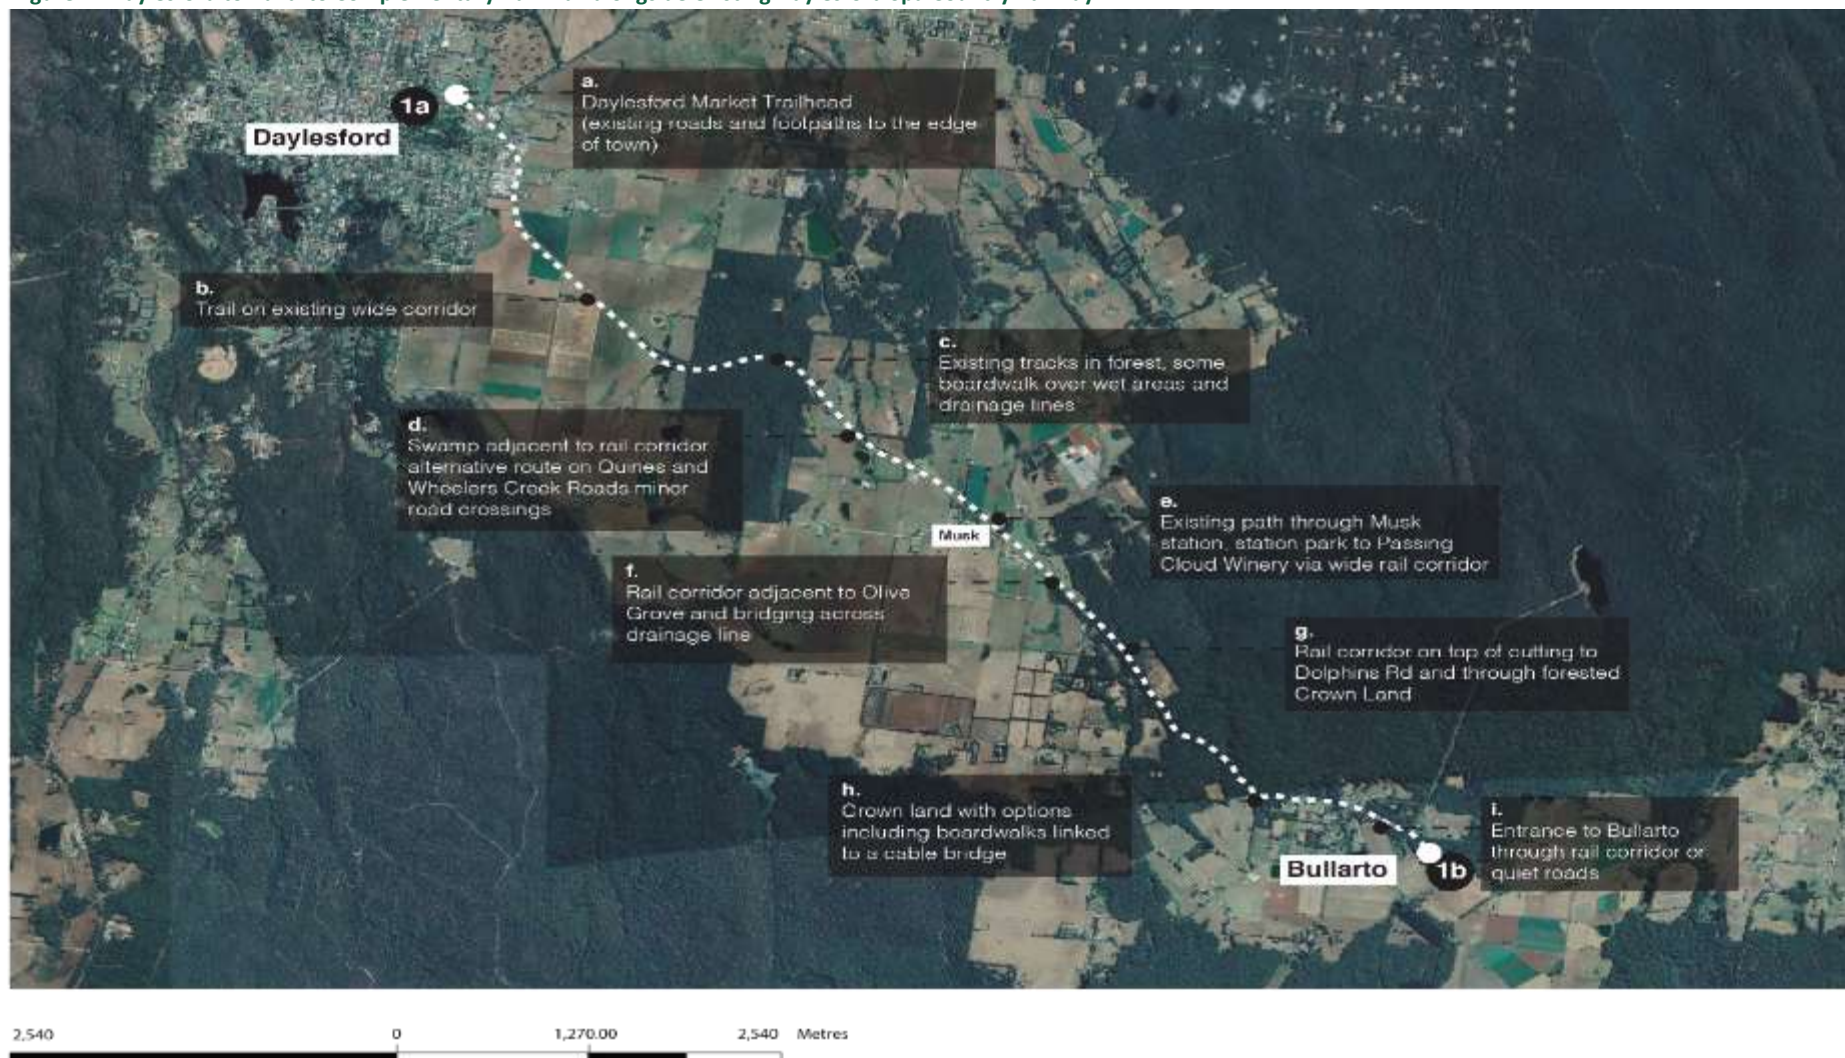 1a
Daylesford
a.
Daylesford Market Trailhead
(existing roads and footpaths to the edge
of town)
b.
Trail on existing wide corridor
c.
Existing tracks in forest, some
boardwalk over wet areas and
drainage lines
d.
Swamp adjacent to rail corridor
alternative route on Quines and
Wheelers Creek Roads minor
road crossings
e.
Existing path through Musk
station, station park to Passing
Cloud Winery via wide rail corridor
Musk
f.
Rail corridor adjacent to Olive
Grove and bridging across
drainage line
g.
Rail corridor on top of cutting to
Dolphins Rd and through forested
Crown Land
h.
Crown land with options
including boardwalks linked
to a cable bridge
i.
Entrance to Bullarto
through rail corridor or
quiet roads
Bullarto
1b
2,540 0 1,270.00 2,540 Metres